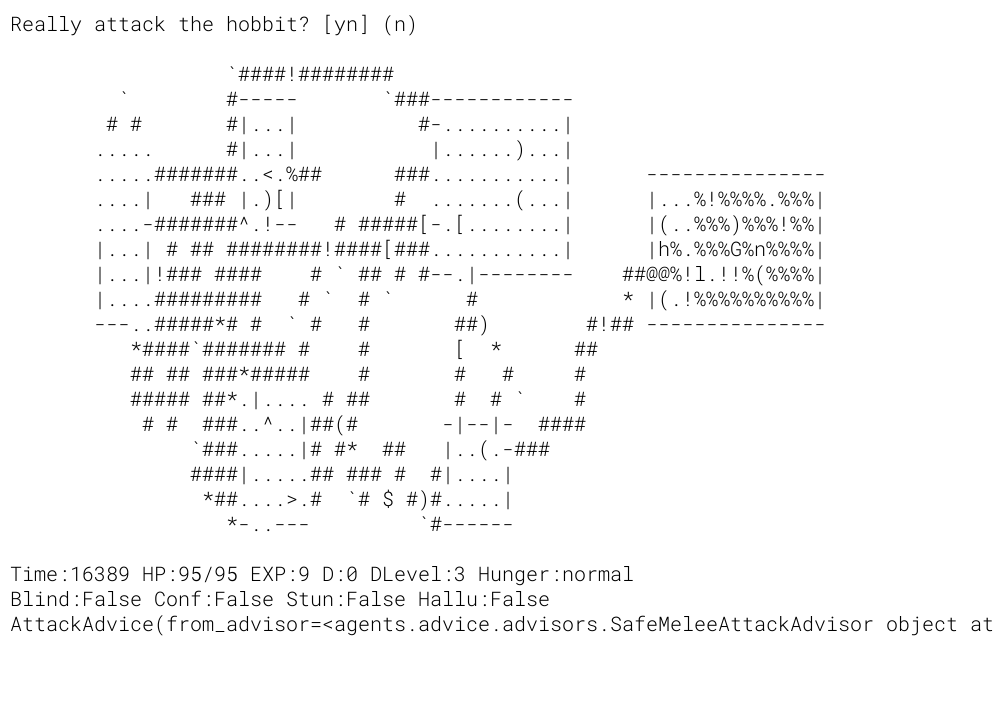 Really attack the hobbit? [yn] (n)

                   `####!########
          `        #-----       `###------------
        # #       #|...|          #-..........|
       .....      #|...|           |......)...|
       .....#######..<.%##      ###...........|      ---------------
       ....|   ### |.)[|        #  .......(...|      |...%!%%%%.%%%|
       ....-#######^.!--   # #####[-.[........|      |(..%%%)%%%!%%|
       |...| # ## ########!####[###...........|      |h%.%%%G%n%%%%|
       |...|!### ####    # ` ## # #--.|--------    ##@@%!l.!!%(%%%%|
       |....#########   # `  # `      #            * |(.!%%%%%%%%%%|
       ---..#####*# #  ` #   #       ##)        #!## ---------------
          *####`####### #    #       [  *      ##
          ## ## ###*#####    #       #   #     #
          ##### ##*.|.... # ##       #  # `    #
           # #  ###..^..|##(#       -|--|-  ####
               `###.....|# #*  ##   |..(.-###
               ####|.....## ### #  #|....|
                *##....>.#  `# $ #)#.....|
                  *-..---         `#------

Time:16389 HP:95/95 EXP:9 D:0 DLevel:3 Hunger:normal
Blind:False Conf:False Stun:False Hallu:False
AttackAdvice(from_advisor=<agents.advice.advisors.SafeMeleeAttackAdvisor object at